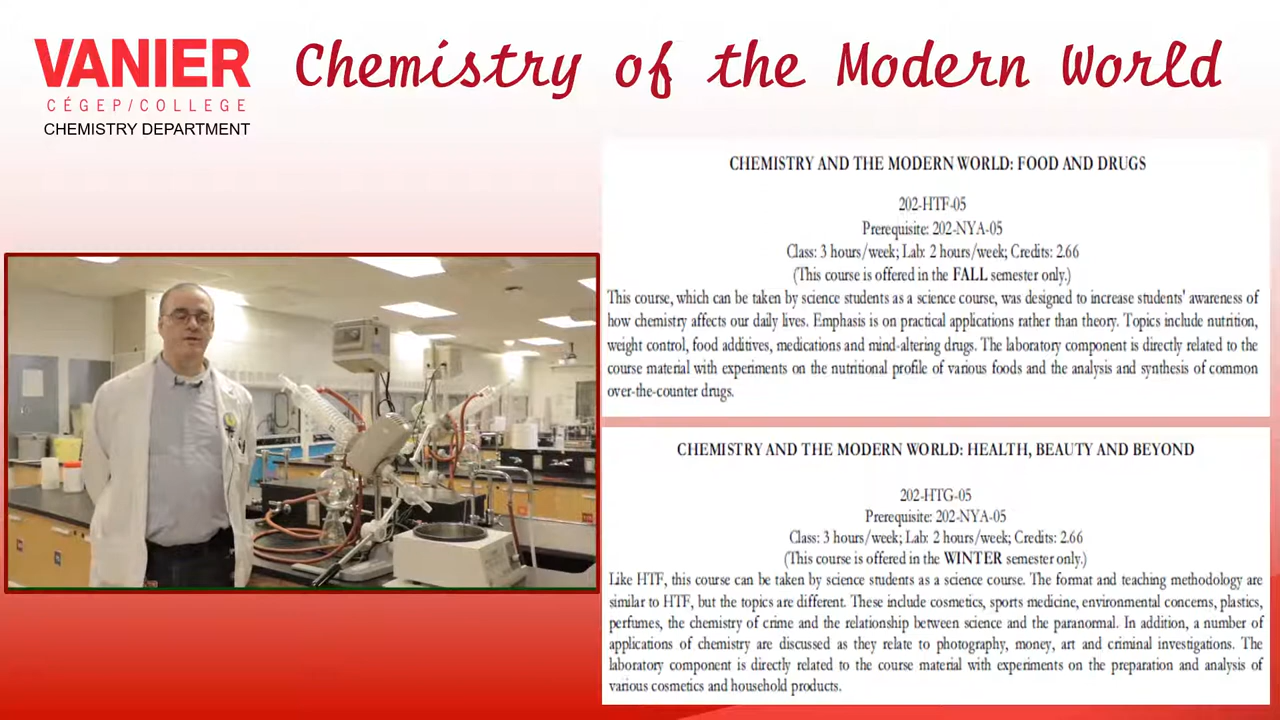 VANIER
CÉGEP/COLLEGE
CHEMISTRY DEPARTMENT
Chemistry of the Modern World
CHEMISTRY AND THE MODERN WORLD: FOOD AND DRUGS
202-HTF-05
Prerequisite: 202-NYA-05
Class: 3 hours/week; Lab: 2 hours/week; Credits: 2.66
(This course is offered in the FALL semester only.)
This course, which can be taken by science students as a science course, was designed to increase students' awareness of
how chemistry affects our daily lives. Emphasis is on practical applications rather than theory. Topics include nutrition,
weight control, food additives, medications and mind-altering drugs. The laboratory component is directly related to the
course material with experiments on the nutritional profile of various foods and the analysis and synthesis of common
over-the-counter drugs.
CHEMISTRY AND THE MODERN WORLD: HEALTH, BEAUTY AND BEYOND
202-HTG-05
Prerequisite: 202-NYA-05
Class: 3 hours/week; Lab: 2 hours/week; Credits: 2.66
(This course is offered in the WINTER semester only.)
Like HTF, this course can be taken by science students as a science course. The format and teaching methodology are
similar to HTF, but the topics are different. These include cosmetics, sports medicine, environmental concerns, plastics,
perfumes, the chemistry of crime and the relationship between science and the paranormal. In addition, a number of
applications of chemistry are discussed as they relate to photography, money, art and criminal investigations. The
laboratory component is directly related to the course material with experiments on the preparation and analysis of
various cosmetics and household products.